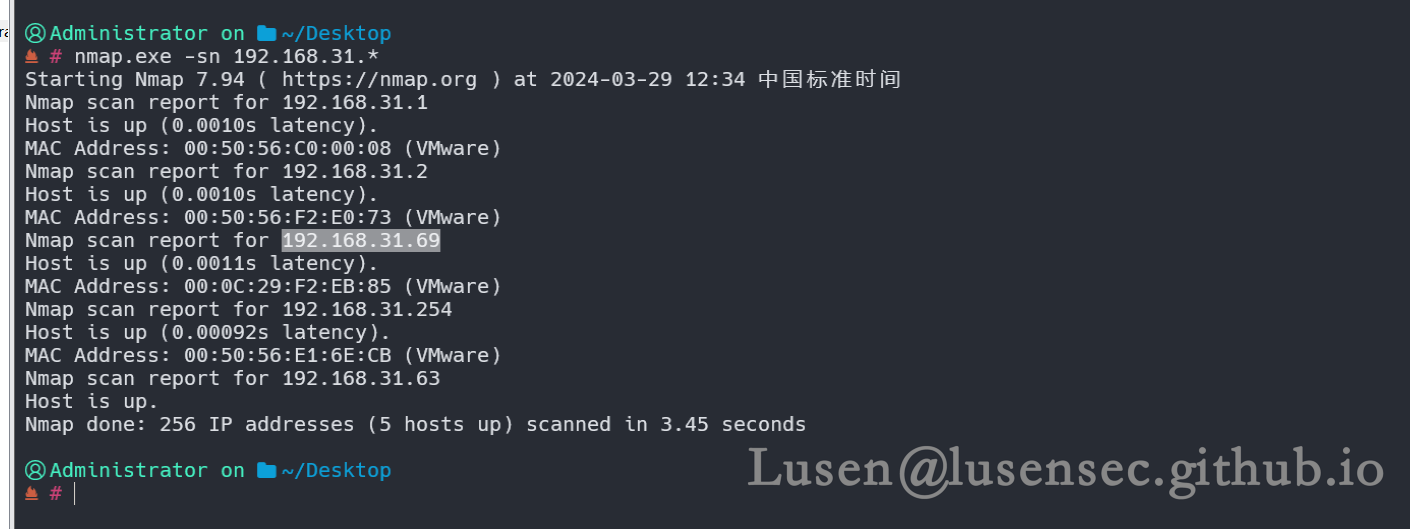 Administrator on ~/Desktop
# nmap.exe -sn 192.168.31.*
Starting Nmap 7.94 ( https://nmap.org ) at 2024-03-29 12:34 中国标准时间
Nmap scan report for 192.168.31.1
Host is up (0.0010s latency).
MAC Address: 00:50:56:C0:00:08 (VMware)
Nmap scan report for 192.168.31.2
Host is up (0.0010s latency).
MAC Address: 00:50:56:F2:E0:73 (VMware)
Nmap scan report for 192.168.31.69
Host is up (0.0011s latency).
MAC Address: 00:0C:29:F2:EB:85 (VMware)
Nmap scan report for 192.168.31.254
Host is up (0.00092s latency).
MAC Address: 00:50:56:E1:6E:CB (VMware)
Nmap scan report for 192.168.31.63
Host is up.
Nmap done: 256 IP addresses (5 hosts up) scanned in 3.45 seconds
Administrator on ~/Desktop
#
Lusen@lusensec.github.io